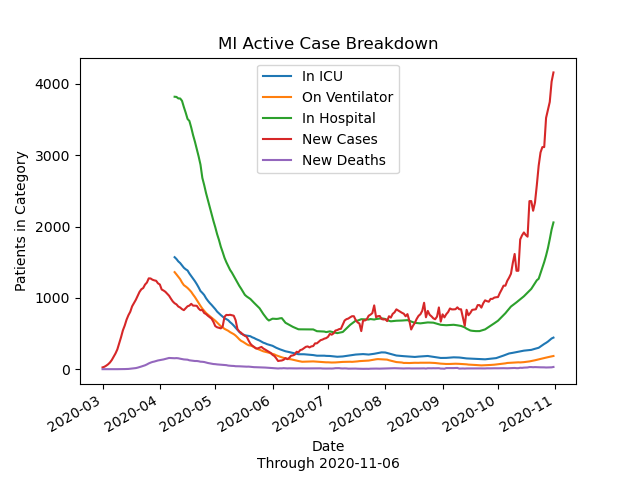 MI Active Case Breakdown
In ICU
On Ventilator
In Hospital
New Cases
New Deaths
Patients in Category
4000
3000
2000
1000
0
2020-03
2020-04
2020-05
2020-06
2020-07
2020-08
2020-09
2020-10
2020-11
Date
Through 2020-11-06